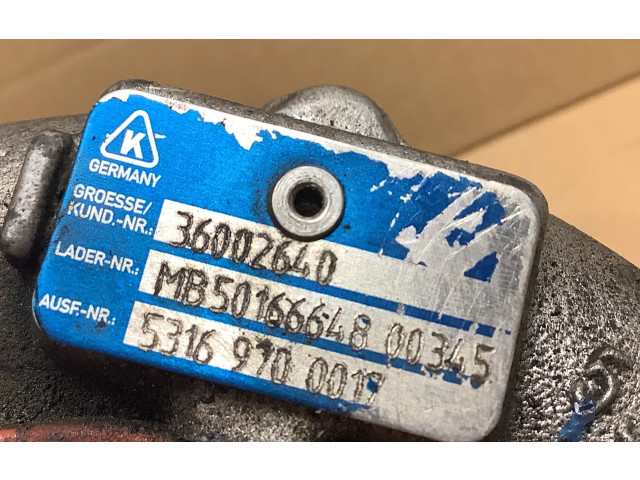 K
GERMANY
GROESSE/
KUND.-NR.: 36002640
LADER-NR.: MB50166648 00345
AUSF.-NR.: 5316 970 0017